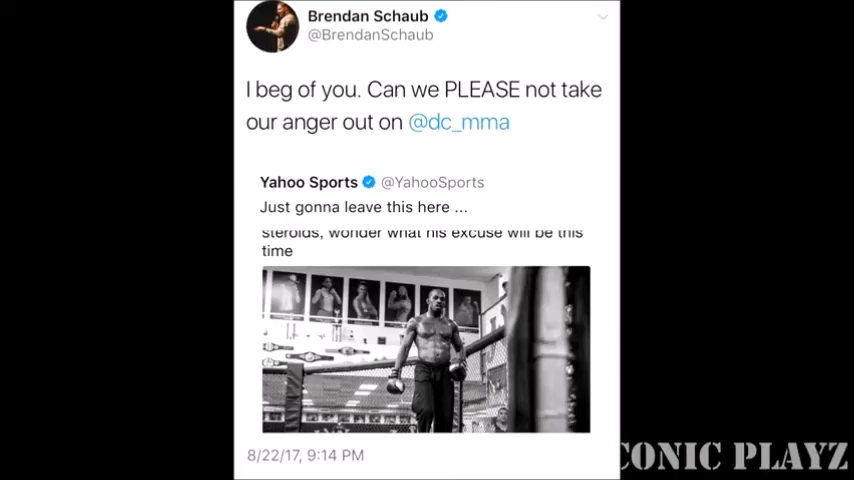 Brendan Schaub
@BrendanSchaub
I beg of you. Can we PLEASE not take
our anger out on @dc_mma
Yahoo Sports @YahooSports
Just gonna leave this here ...
steroids, wonder what his excuse will be this
time
8/22/17, 9:14 PM
CONIC PLAYZ